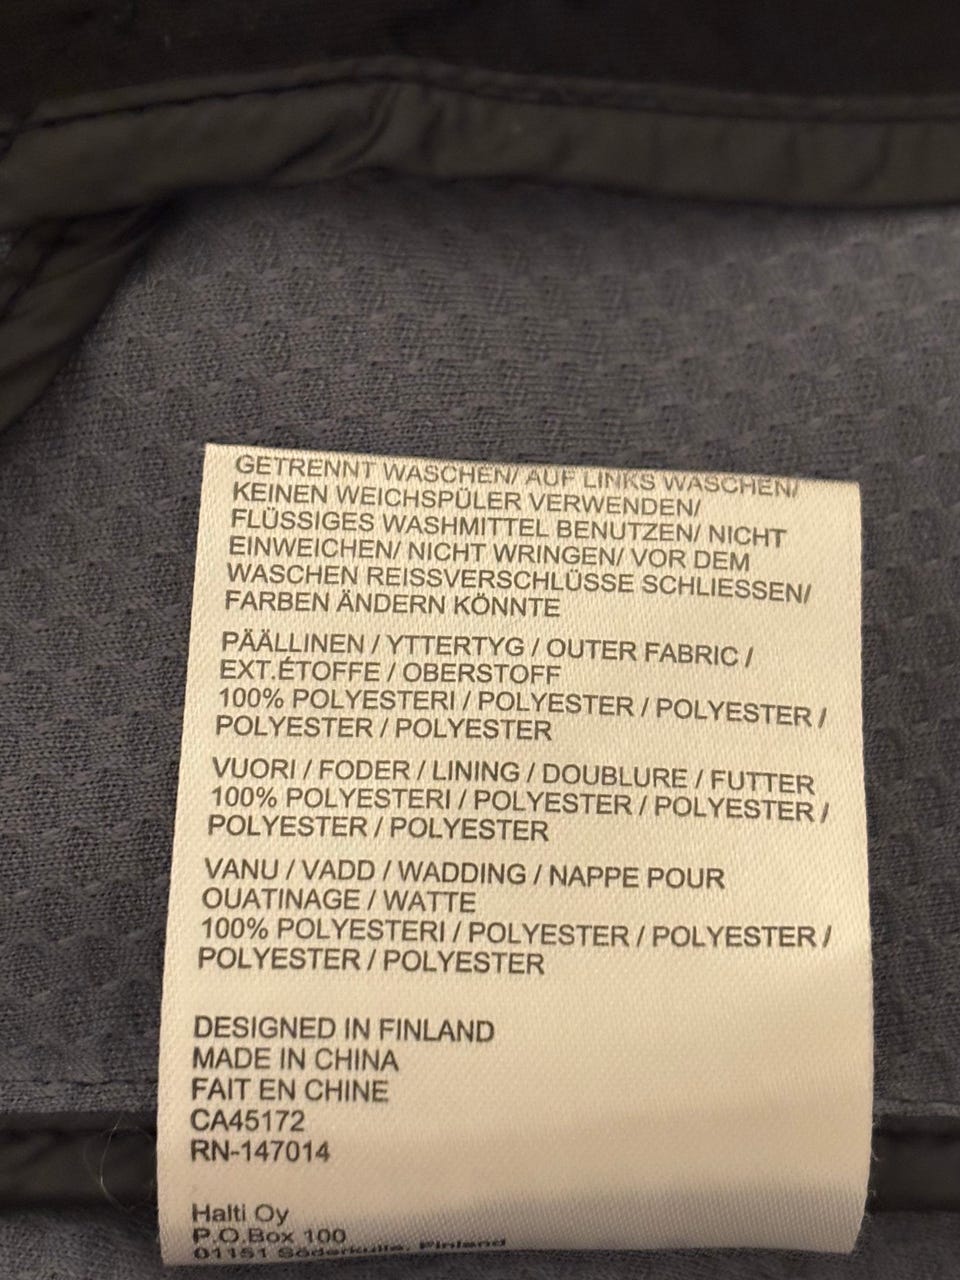 GETRENNT WASCHEN/ AUF LINKS WASCHEN/
KEINEN WEICHSPÜLER VERWENDEN/
FLÜSSIGES WASHMITTEL BENUTZEN/ NICHT
EINWEICHEN/ NICHT WRINGEN/ VOR DEM
WASCHEN REISSVERSCHLÜSSE SCHLIESSEN/
FARBEN ÄNDERN KÖNNTE
PÄÄLLINEN / YTTERTYG / OUTER FABRIC /
EXT.ÉTOFFE / OBERSTOFF
100% POLYESTERI / POLYESTER / POLYESTER /
POLYESTER / POLYESTER
VUORI / FODER / LINING / DOUBLURE / FUTTER
100% POLYESTERI / POLYESTER / POLYESTER /
POLYESTER / POLYESTER
VANU / VADD / WADDING / NAPPE POUR
OUATINAGE / WATTE
100% POLYESTERI / POLYESTER / POLYESTER /
POLYESTER / POLYESTER
DESIGNED IN FINLAND
MADE IN CHINA
FAIT EN CHINE
CA45172
RN-147014
Halti Oy
P.O.Box 100
01151 Söderkulla, Finland